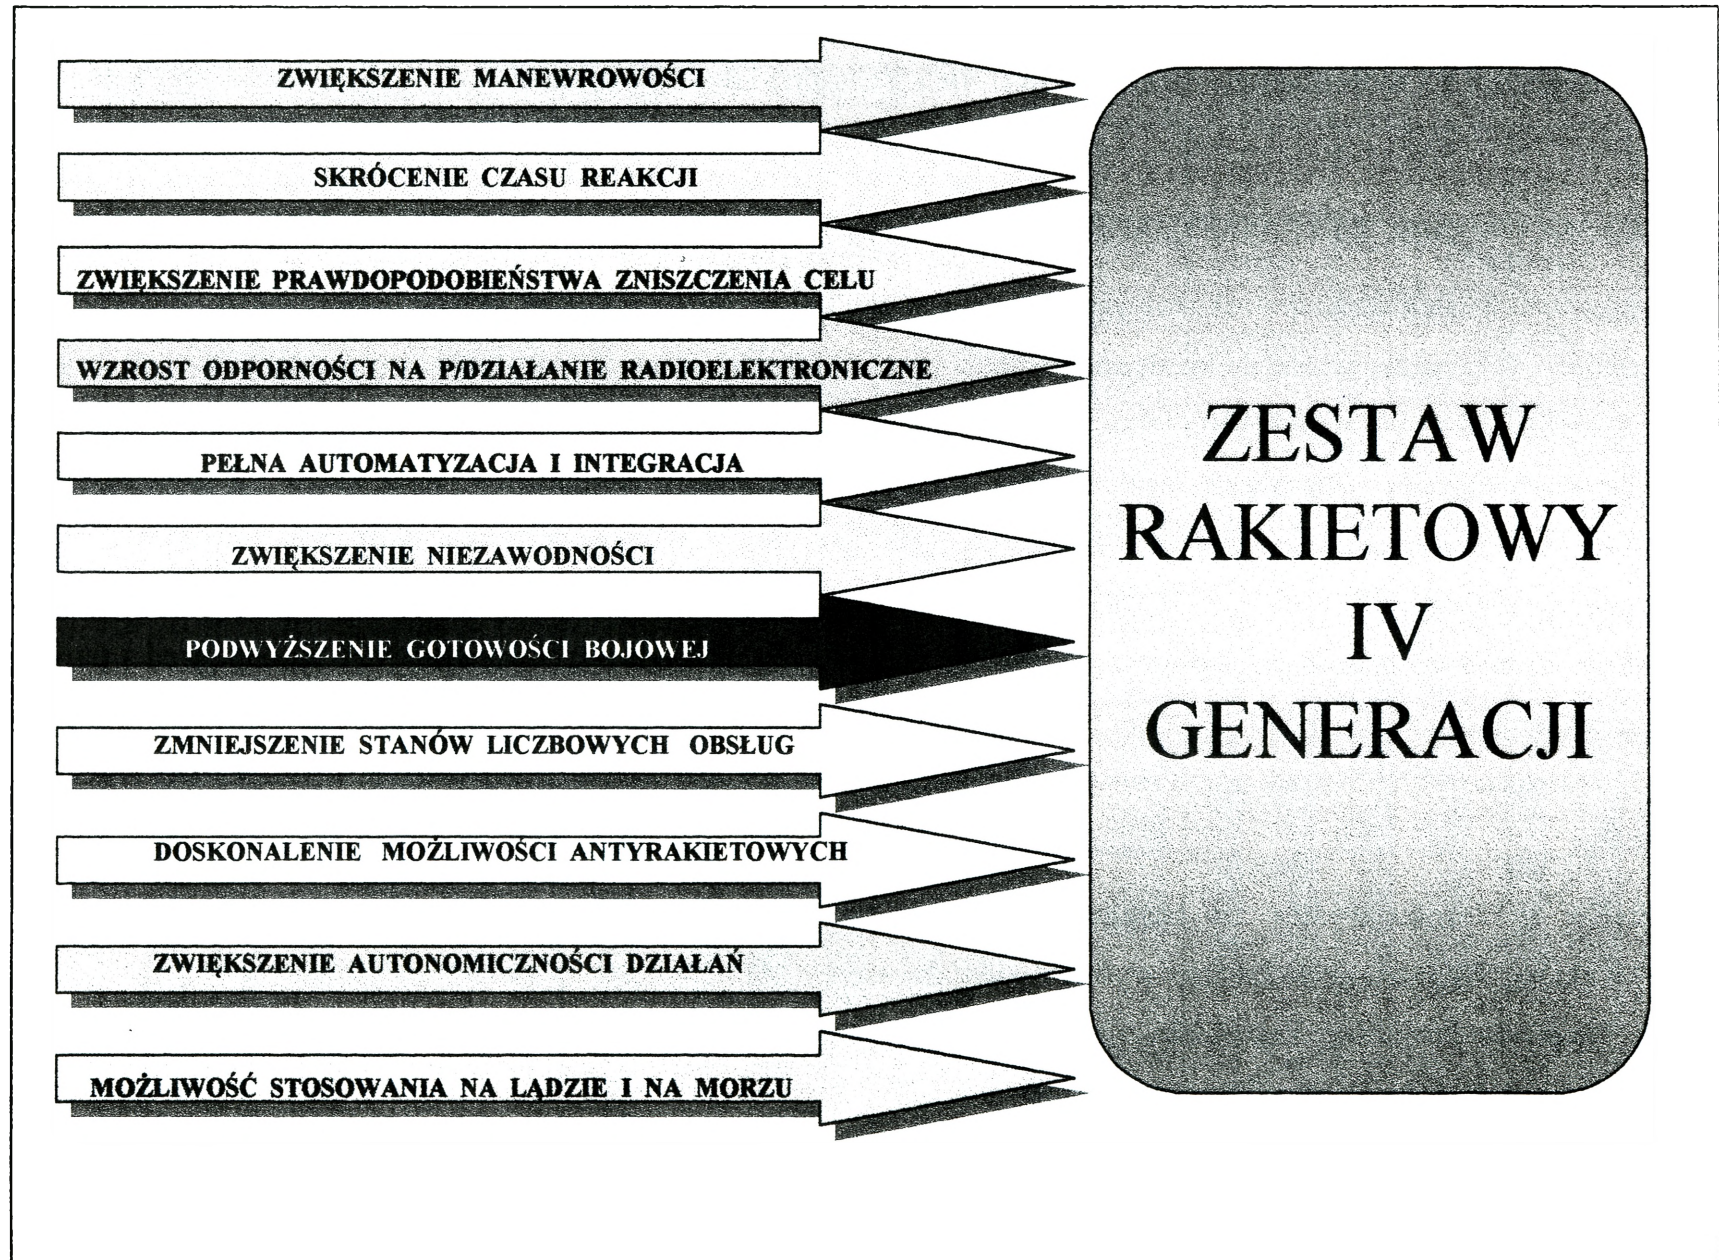 ZWIĘKSZENIE MANEWROWOŚCI
SKRÓCENIE CZASU REAKCJI
ZWIĘKSZENIE PRAWDOPODOBIEŃSTWA ZNISZCZENIA CELU
WZROST ODPORNOŚCI NA P/DZIAŁANIE RADIOELEKTRONICZNE
PEŁNA AUTOMATYZACJA I INTEGRACJA
ZWIĘKSZENIE NIEZAWODNOŚCI
PODWYŻSZENIE GOTOWOŚCI BOJOWEJ
ZMNIEJSZENIE STANÓW LICZBOWYCH OBSŁUG
DOSKONALENIE MOŻLIWOŚCI ANTYRAKIETOWYCH
ZWIĘKSZENIE AUTONOMICZNOŚCI DZIAŁAŃ
MOŻLIWOŚĆ STOSOWANIA NA LĄDZIE I NA MORZU
ZESTAW
RAKIETOWY
IV
GENERACJI